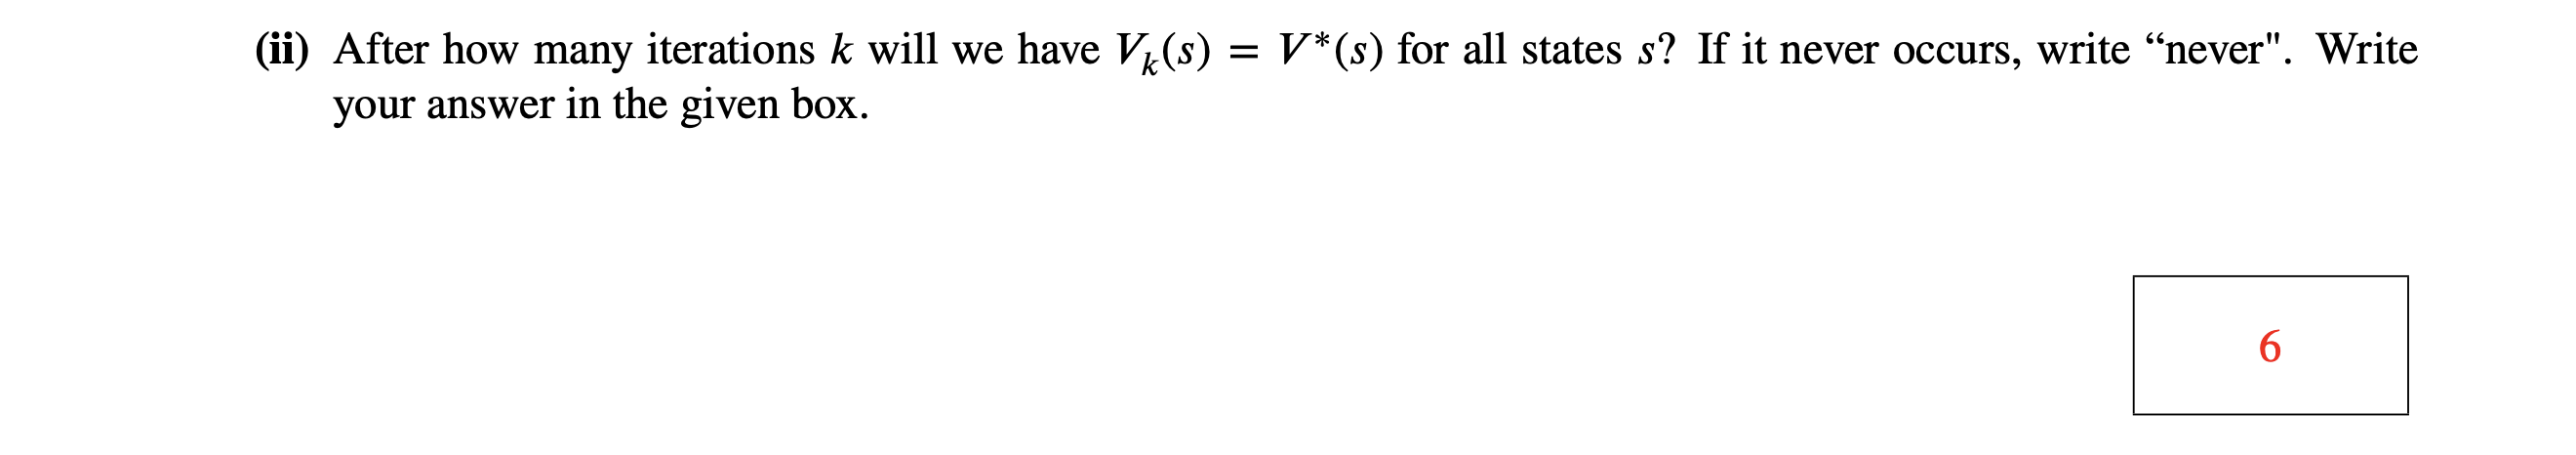 (ii) After how many iterations k will we have Vₖ(s) = V*(s) for all states s? If it never occurs, write “never". Write
your answer in the given box.
6